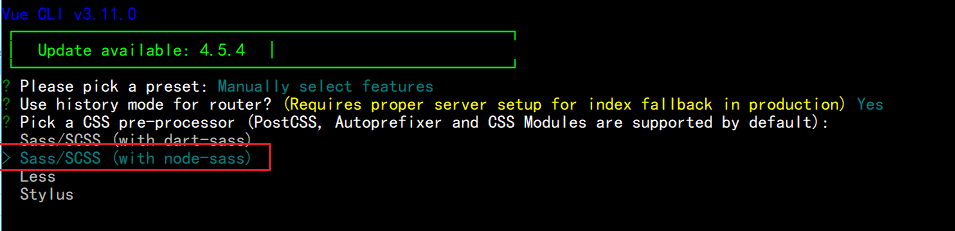 Vue CLI v3.11.0
Update available: 4.5.4
? Please pick a preset: Manually select features
? Use history mode for router? (Requires proper server setup for index fallback in production) Yes
? Pick a CSS pre-processor (PostCSS, Autoprefixer and CSS Modules are supported by default):
Sass/SCSS (with dart-sass)
> Sass/SCSS (with node-sass)
Less
Stylus